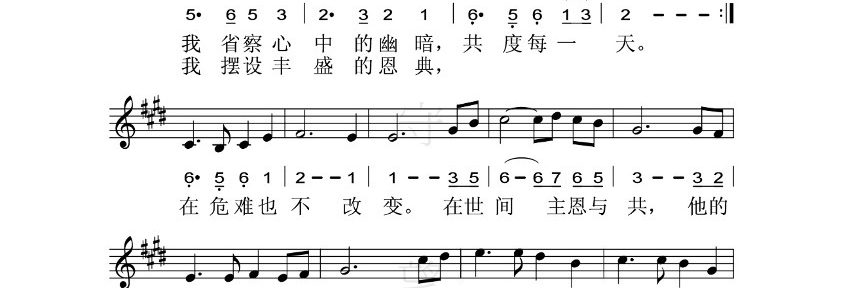 5· 6 5 3 | 2· 3 2 1 | 6· 5 6 1 3 | 2 – – – :||
我 省察心 中 的幽 暗，共 度每一 天。
我 摆设丰 盛 的恩 典，
6· 5 6 1 | 2 – – 1 | 1 – – 3 5 | 6 – 6 7 6 5 | 3 – – 3 2
在 危难也 不 改 变。 在世 间 主恩与 共， 他的